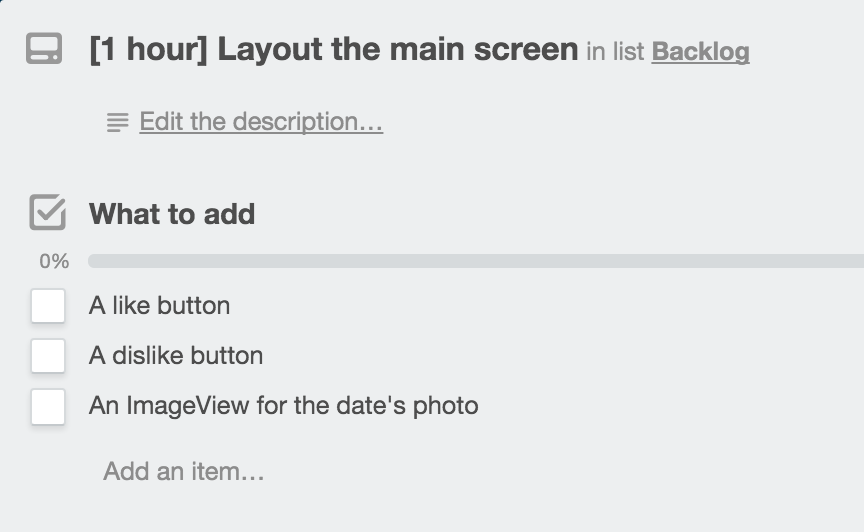 [1 hour] Layout the main screen in list Backlog
Edit the description…
What to add
0%
A like button
A dislike button
An ImageView for the date's photo
Add an item…